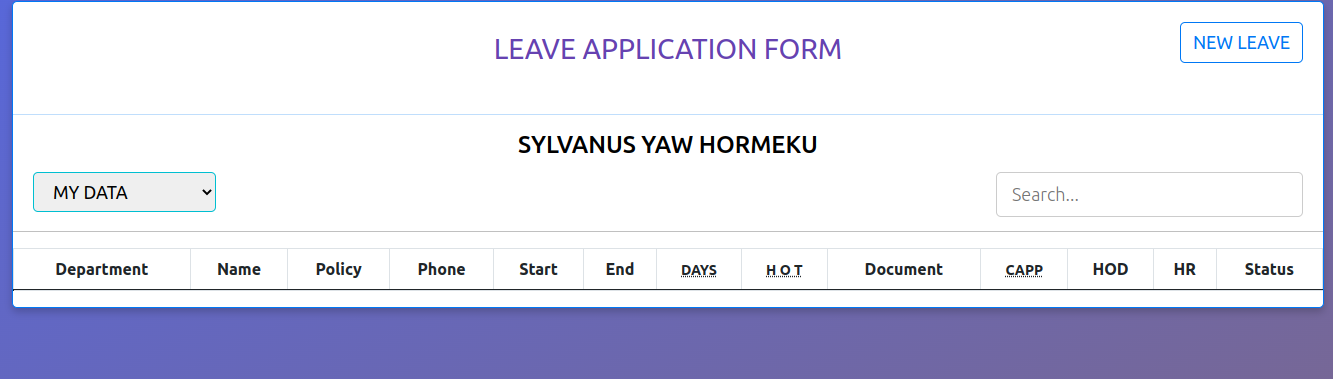 LEAVE APPLICATION FORM
NEW LEAVE
SYLVANUS YAW HORMEKU
MY DATA
Search...
Department Name Policy Phone Start End DAYS H O T Document CAPP HOD HR Status